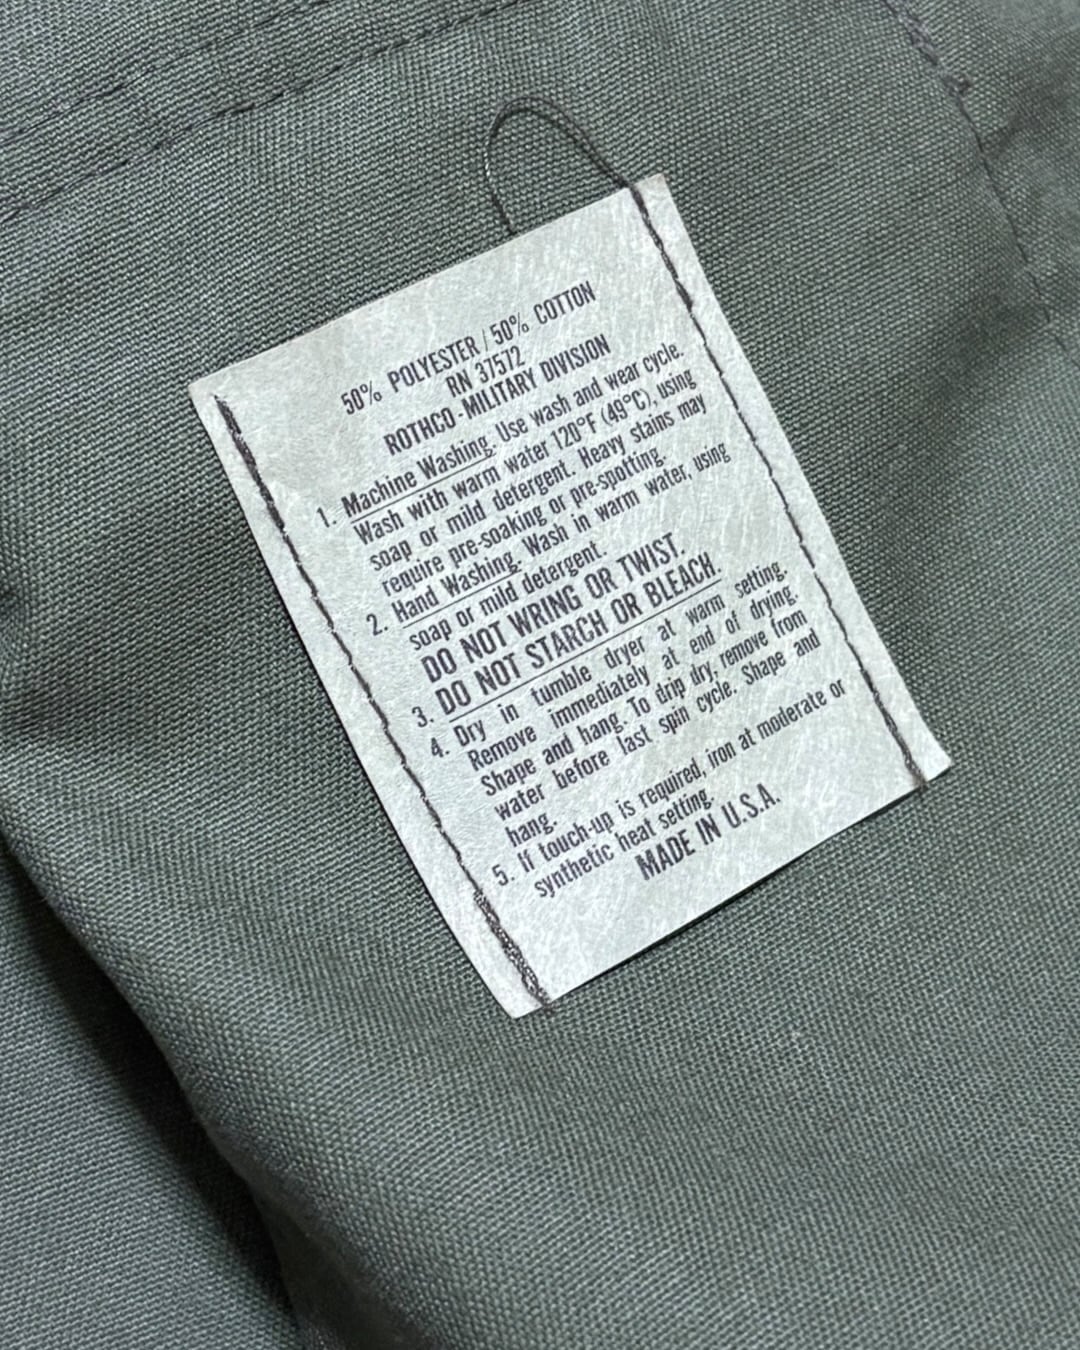 50% POLYESTER / 50% COTTON
RN 37572
ROTHCO - MILITARY DIVISION
1. Machine Washing. Use wash and wear cycle.
Wash with warm water 120°F (49°C), using
soap or mild detergent. Heavy stains may
require pre-soaking or pre-spotting.
2. Hand Washing. Wash in warm water, using
soap or mild detergent.
DO NOT WRING OR TWIST.
3. DO NOT STARCH OR BLEACH.
4. Dry in tumble dryer at warm setting.
Remove immediately at end of drying.
Shape and hang. To drip dry, remove from
water before last spin cycle. Shape and
hang.
5. If touch-up is required, iron at moderate or
synthetic heat setting.
MADE IN U.S.A.